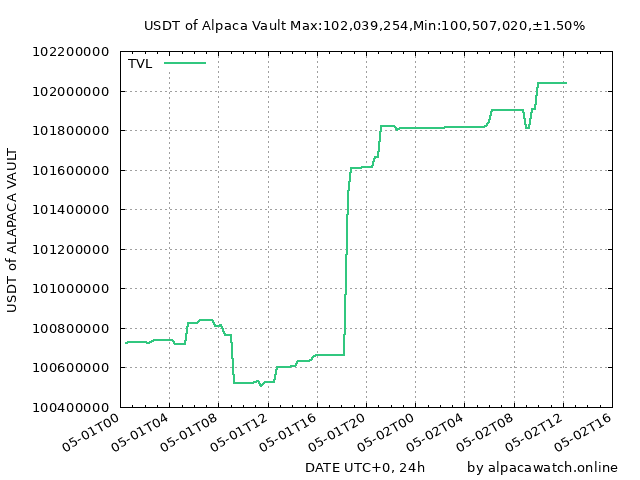 USDT of Alpaca Vault Max:102,039,254,Min:100,507,020,±1.50%
TVL
102200000
102000000
101800000
101600000
101400000
101200000
101000000
100800000
100600000
100400000
USDT of ALAPACA VAULT
05-01T00
05-01T04
05-01T08
05-01T12
05-01T16
05-01T20
05-02T00
05-02T04
05-02T08
05-02T12
05-02T16
DATE UTC+0, 24h
by alpacawatch.online